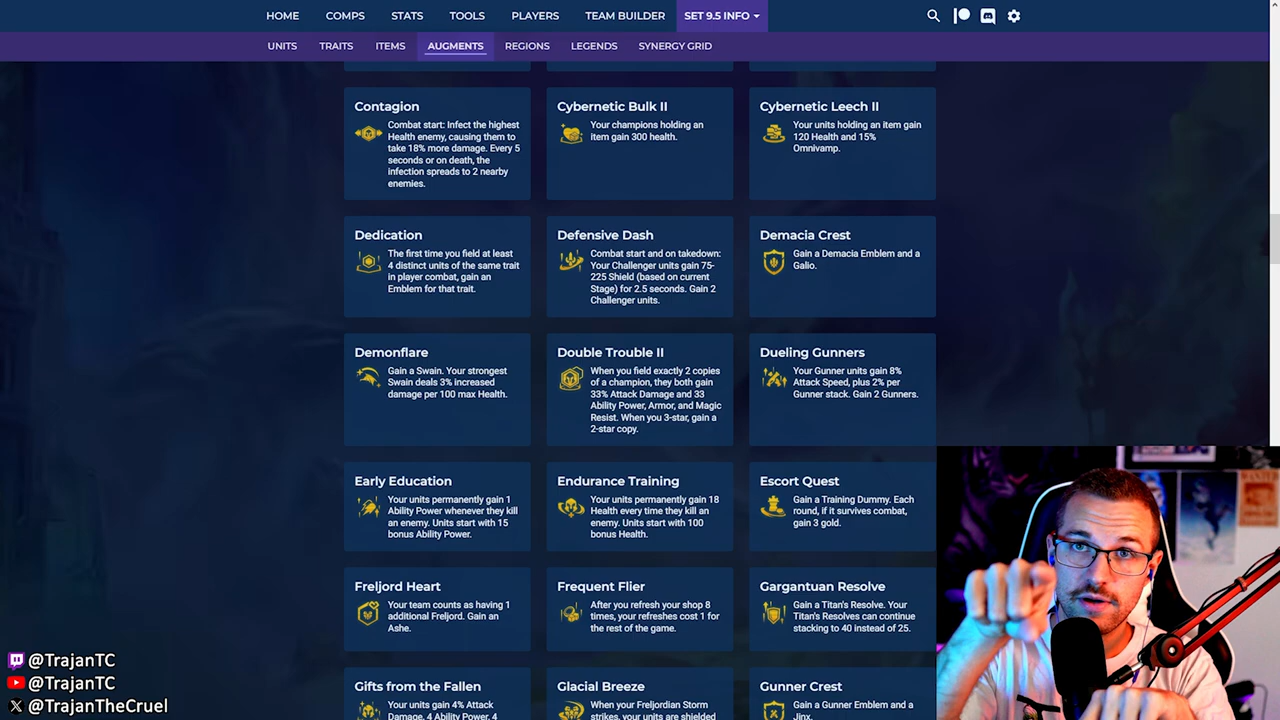 HOME COMPS STATS TOOLS PLAYERS TEAM BUILDER SET 9.5 INFO
UNITS TRAITS ITEMS AUGMENTS REGIONS LEGENDS SYNERGY GRID
Contagion
Combat start: Infect the highest
Health enemy, causing them to
take 18% more damage. Every 5
seconds or on death, the
infection spreads to 2 nearby
enemies.
Cybernetic Bulk II
Your champions holding an
item gain 300 health.
Cybernetic Leech II
Your units holding an item gain
120 Health and 15%
Omnivamp.
Dedication
The first time you field at least
4 distinct units of the same trait
in player combat, gain an
Emblem for that trait.
Defensive Dash
Combat start and on takedown:
Your Challenger units gain 75-
225 Shield (based on current
Stage) for 2.5 seconds. Gain 2
Challenger units.
Demacia Crest
Gain a Demacia Emblem and a
Galio.
Demonflare
Gain a Swain. Your strongest
Swain deals 3% increased
damage per 100 max Health.
Double Trouble II
When you field exactly 2 copies
of a champion, they both gain
33% Attack Damage and 33
Ability Power, Armor, and Magic
Resist. When you 3-star, gain a
2-star copy.
Dueling Gunners
Your Gunner units gain 8%
Attack Speed, plus 2% per
Gunner stack. Gain 2 Gunners.
Early Education
Your units permanently gain 1
Ability Power whenever they kill
an enemy. Units start with 15
bonus Ability Power.
Endurance Training
Your units permanently gain 18
Health every time they kill an
enemy. Units start with 100
bonus Health.
Escort Quest
Gain a Training Dummy. Each
round, if it survives combat,
gain 3 gold.
Freljord Heart
Your team counts as having 1
additional Freljord. Gain an
Ashe.
Frequent Flier
After you refresh your shop 8
times, your refreshes cost 1 for
the rest of the game.
Gargantuan Resolve
Gain a Titan's Resolve. Your
Titan's Resolves can continue
stacking to 40 instead of 25.
Gifts from the Fallen
Your units gain 4% Attack
Damage, 4 Ability Power, 4
Glacial Breeze
When your Freljordian Storm
strikes, your units are shielded
Gunner Crest
Gain a Gunner Emblem and a
Jinx.
@TrajanTC
@TrajanTC
@TrajanTheCruel